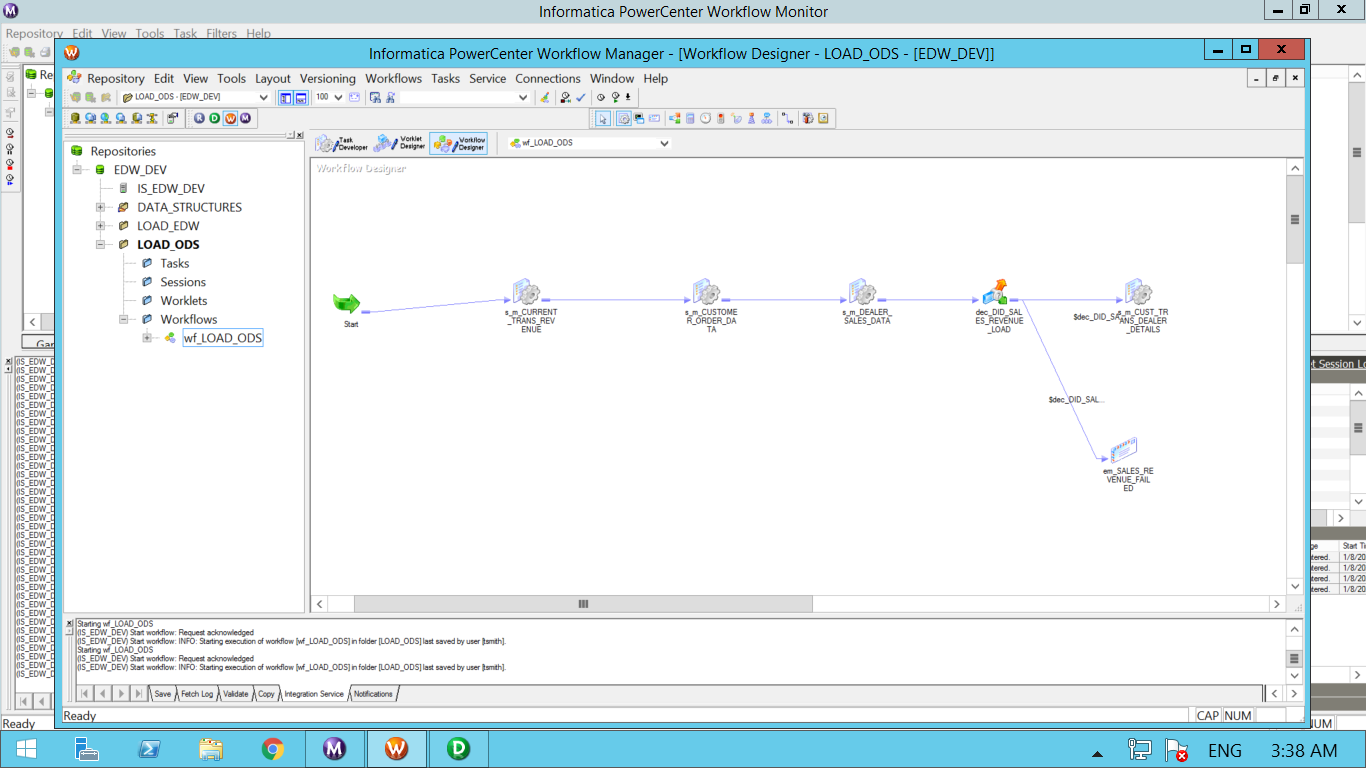 Informatica PowerCenter Workflow Monitor
Repository Edit View Tools Task Filters Help
Informatica PowerCenter Workflow Manager - [Workflow Designer - LOAD_ODS - [EDW_DEV]]
Repository Edit View Tools Layout Versioning Workflows Tasks Service Connections Window Help
LOAD_ODS - [EDW_DEV]
100
R D W M
Task Developer
Worklet Designer
Workflow Designer
wf_LOAD_ODS
Repositories
EDW_DEV
IS_EDW_DEV
DATA_STRUCTURES
LOAD_EDW
LOAD_ODS
Tasks
Sessions
Worklets
Workflows
wf_LOAD_ODS
Workflow Designer
Start
s_m_CURRENT
_TRANS_REV
ENUE
s_m_CUSTOME
R_ORDER_DA
TA
s_m_DEALER_
SALES_DATA
dec_DID_SAL
ES_REVENUE
_LOAD
$dec_DID_SA
s_m_CUST_TR
ANS_DEALER
_DETAILS
$dec_DID_SAL...
em_SALES_RE
VENUE_FAIL
ED
Starting wf_LOAD_ODS
(IS_EDW_DEV) Start workflow: Request acknowledged
(IS_EDW_DEV) Start workflow: INFO: Starting execution of workflow [wf_LOAD_ODS] in folder [LOAD_ODS] last saved by user [tsmith].
Starting wf_LOAD_ODS
(IS_EDW_DEV) Start workflow: Request acknowledged
(IS_EDW_DEV) Start workflow: INFO: Starting execution of workflow [wf_LOAD_ODS] in folder [LOAD_ODS] last saved by user [tsmith].
Save Fetch Log Validate Copy Integration Service Notifications
Ready
CAP NUM
Ready
ENG 3:38 AM